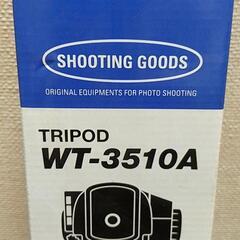 SHOOTING GOODS
ORIGINAL EQUIPMENTS FOR PHOTO SHOOTING
TRIPOD
WT-3510A